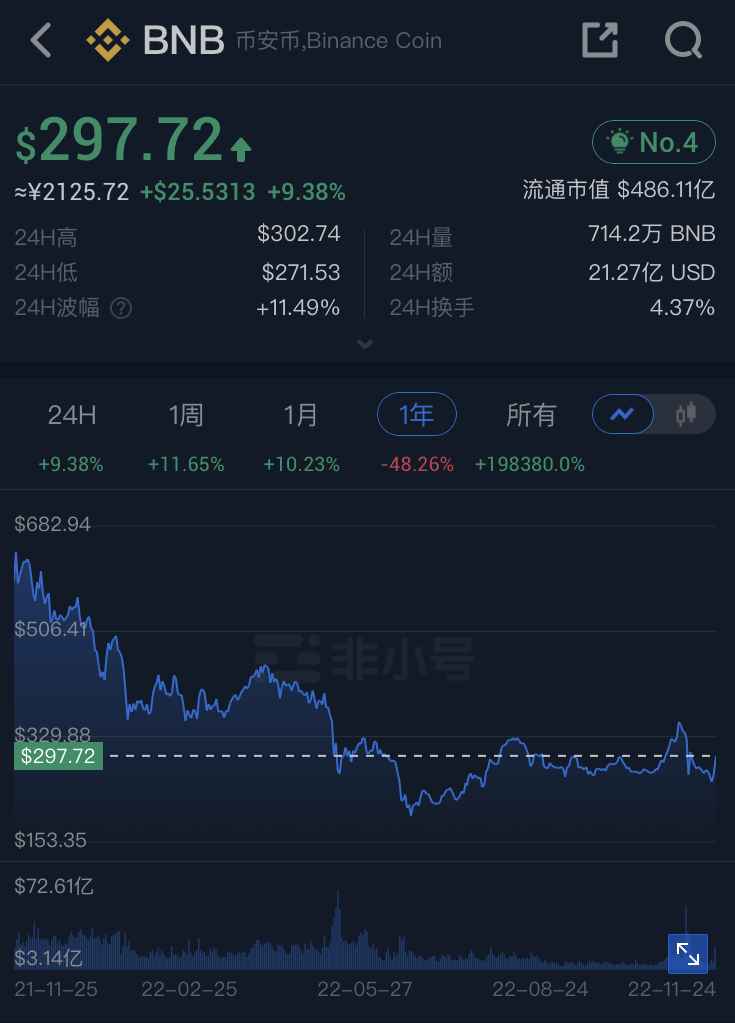 BNB 币安币,Binance Coin
$297.72
No.4
≈¥2125.72 +$25.5313 +9.38%
流通市值 $486.11亿
24H高 $302.74 24H量 714.2万 BNB
24H低 $271.53 24H额 21.27亿 USD
24H波幅 ? +11.49% 24H换手 4.37%
24H 1周 1月 1年 所有
+9.38% +11.65% +10.23% -48.26% +198380.0%
$682.94
$506.41
非小号
$329.88
$297.72
$153.35
$72.61亿
$3.14亿
21-11-25 22-02-25 22-05-27 22-08-24 22-11-24